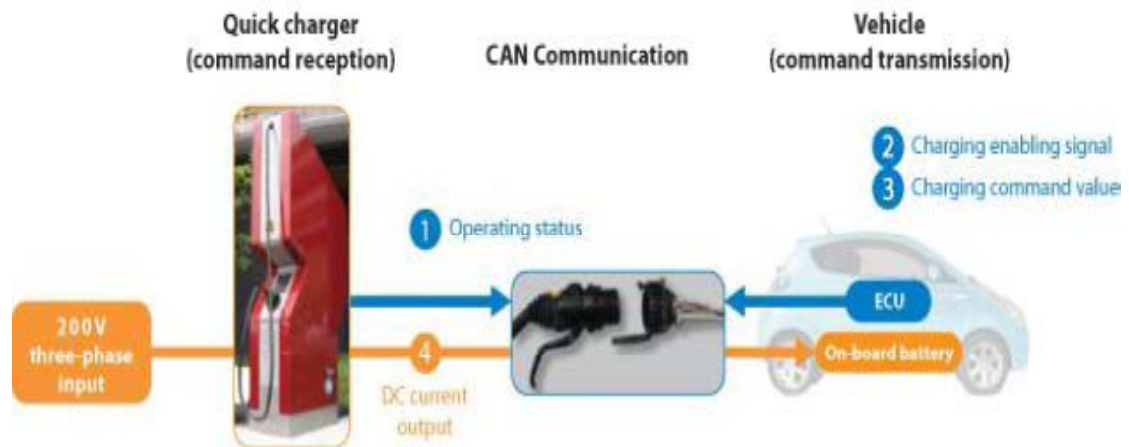 Quick charger
(command reception)
CAN Communication
Vehicle
(command transmission)
2 Charging enabling signal
3 Charging command values
1 Operating status
ECU
200V
three-phase
input
4
On-board battery
DC current
output